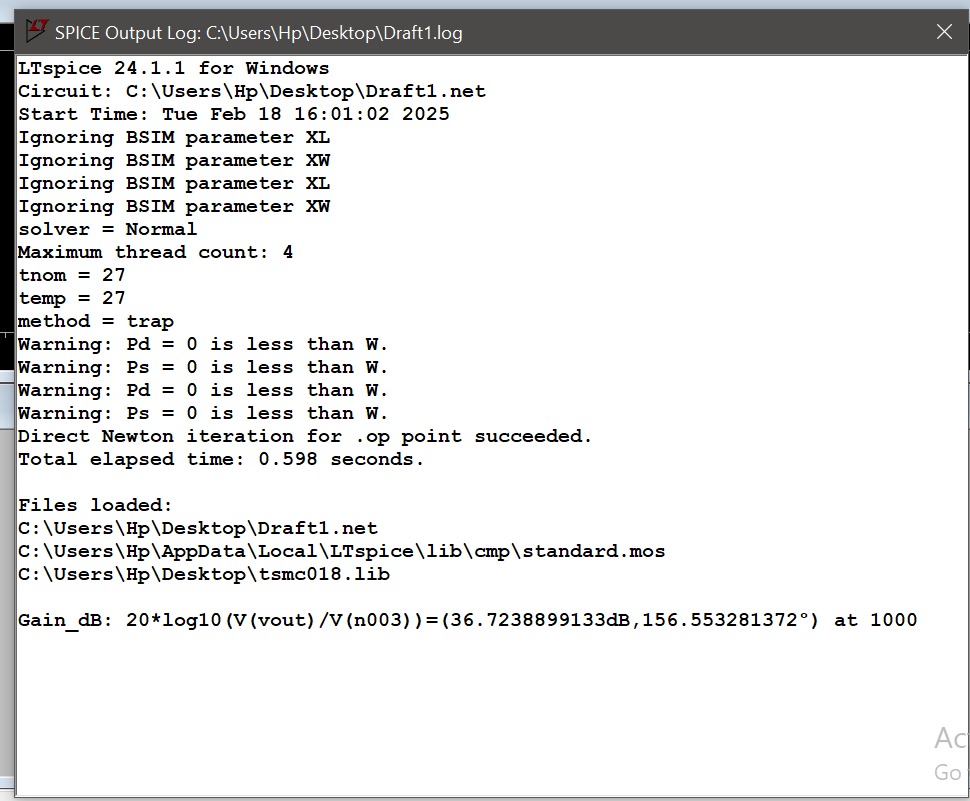 SPICE Output Log: C:\Users\Hp\Desktop\Draft1.log
LTspice 24.1.1 for Windows
Circuit: C:\Users\Hp\Desktop\Draft1.net
Start Time: Tue Feb 18 16:01:02 2025
Ignoring BSIM parameter XL
Ignoring BSIM parameter XW
Ignoring BSIM parameter XL
Ignoring BSIM parameter XW
solver = Normal
Maximum thread count: 4
tnom = 27
temp = 27
method = trap
Warning: Pd = 0 is less than W.
Warning: Ps = 0 is less than W.
Warning: Pd = 0 is less than W.
Warning: Ps = 0 is less than W.
Direct Newton iteration for .op point succeeded.
Total elapsed time: 0.598 seconds.
Files loaded:
C:\Users\Hp\Desktop\Draft1.net
C:\Users\Hp\AppData\Local\LTspice\lib\cmp\standard.mos
C:\Users\Hp\Desktop\tsmc018.lib
Gain_dB: 20*log10(V(vout)/V(n003))=(36.7238899133dB,156.553281372°) at 1000
Ac
Go